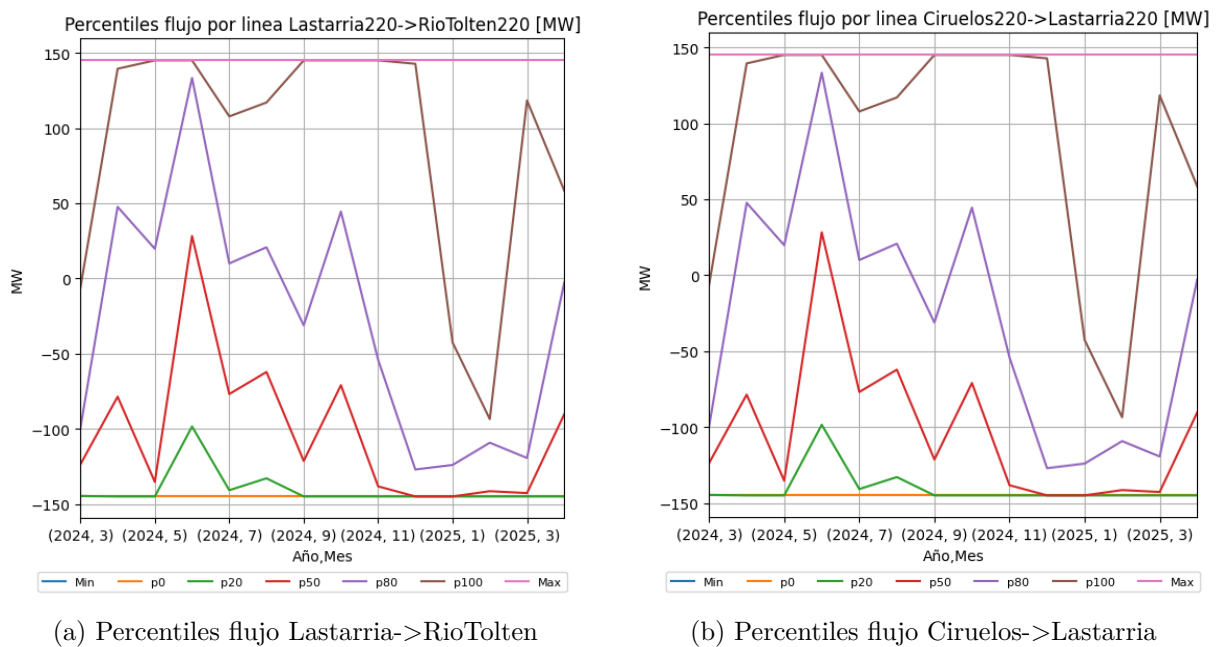 Percentiles flujo por linea Lastarria220->RioTolten220 [MW]
150
100
50
0
−50
−100
−150
MW
(2024, 3) (2024, 5) (2024, 7) (2024, 9) (2024, 11) (2025, 1) (2025, 3)
Año,Mes
Min p0 p20 p50 p80 p100 Max
(a) Percentiles flujo Lastarria->RioTolten
Percentiles flujo por linea Ciruelos220->Lastarria220 [MW]
150
100
50
0
−50
−100
−150
MW
(2024, 3) (2024, 5) (2024, 7) (2024, 9) (2024, 11) (2025, 1) (2025, 3)
Año,Mes
Min p0 p20 p50 p80 p100 Max
(b) Percentiles flujo Ciruelos->Lastarria